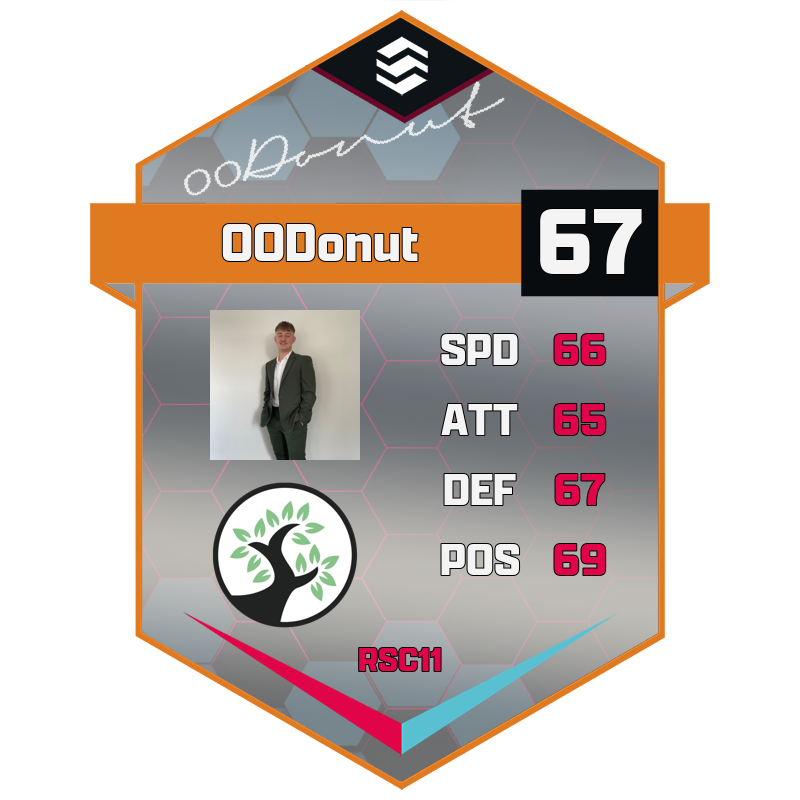 OODonut
OODonut
67
SPD 66
ATT 65
DEF 67
POS 69
RSC11